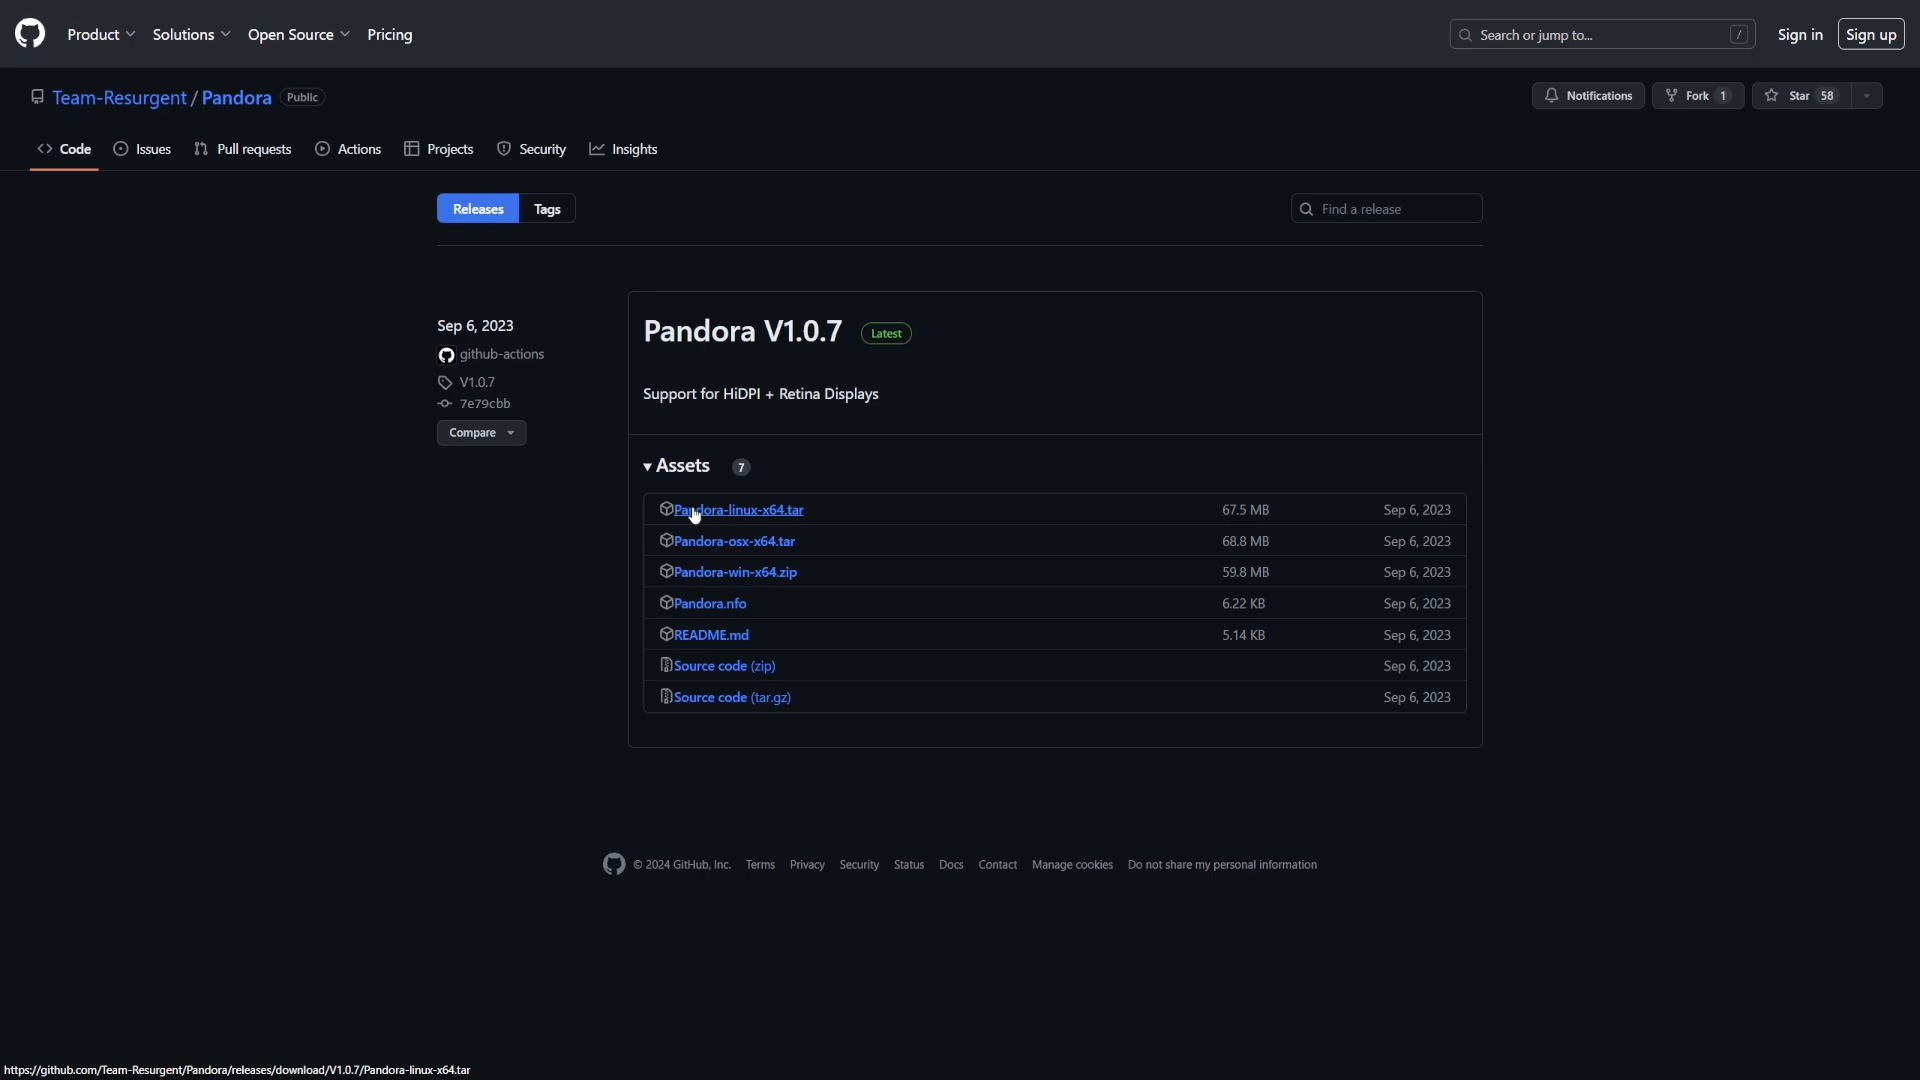 Product Solutions Open Source Pricing Search or jump to... / Sign in Sign up
Team-Resurgent / Pandora Public Notifications Fork 1 Star 58
Code Issues Pull requests Actions Projects Security Insights
Releases Tags Find a release
Sep 6, 2023
github-actions
V1.0.7
7e79cbb
Compare
Pandora V1.0.7 Latest
Support for HiDPI + Retina Displays
Assets 7
Pandora-linux-x64.tar 67.5 MB Sep 6, 2023
Pandora-osx-x64.tar 68.8 MB Sep 6, 2023
Pandora-win-x64.zip 59.8 MB Sep 6, 2023
Pandora.nfo 6.22 KB Sep 6, 2023
README.md 5.14 KB Sep 6, 2023
Source code (zip) Sep 6, 2023
Source code (tar.gz) Sep 6, 2023
© 2024 GitHub, Inc. Terms Privacy Security Status Docs Contact Manage cookies Do not share my personal information
https://github.com/Team-Resurgent/Pandora/releases/download/V1.0.7/Pandora-linux-x64.tar